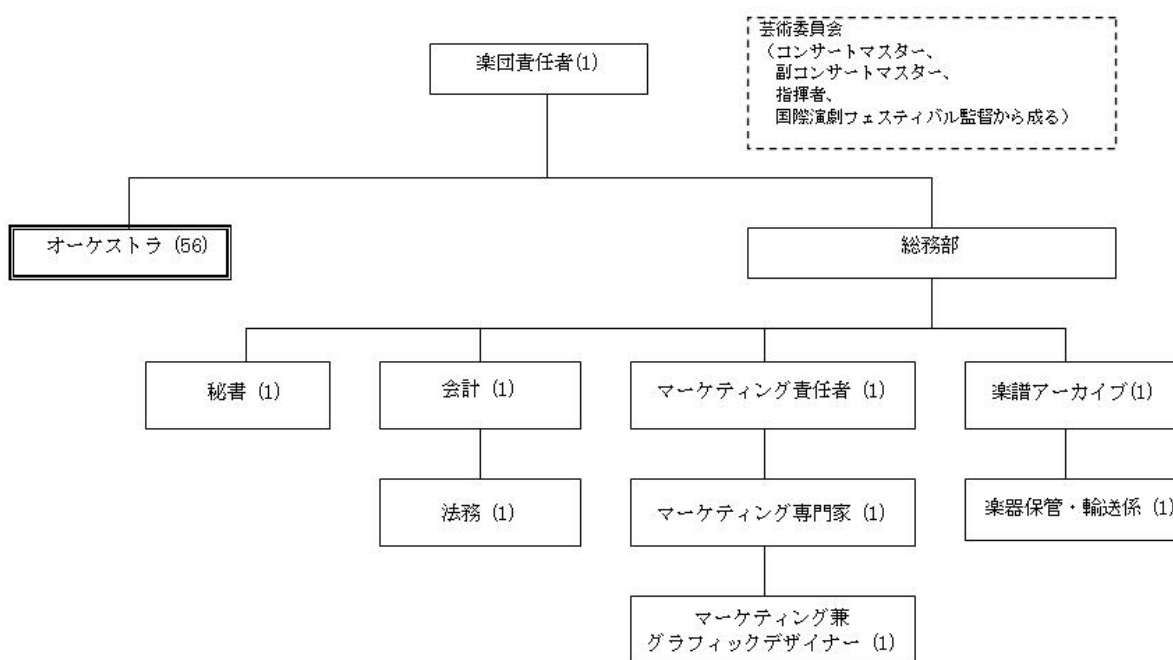 楽団責任者(1)
芸術委員会
（コンサートマスター、
副コンサートマスター、
指揮者、
国際演劇フェスティバル監督から成る）
オーケストラ (56)
総務部
秘書 (1)
会計 (1)
マーケティング責任者 (1)
楽譜アーカイブ(1)
法務 (1)
マーケティング専門家 (1)
楽器保管・輸送係 (1)
マーケティング兼
グラフィックデザイナー (1)